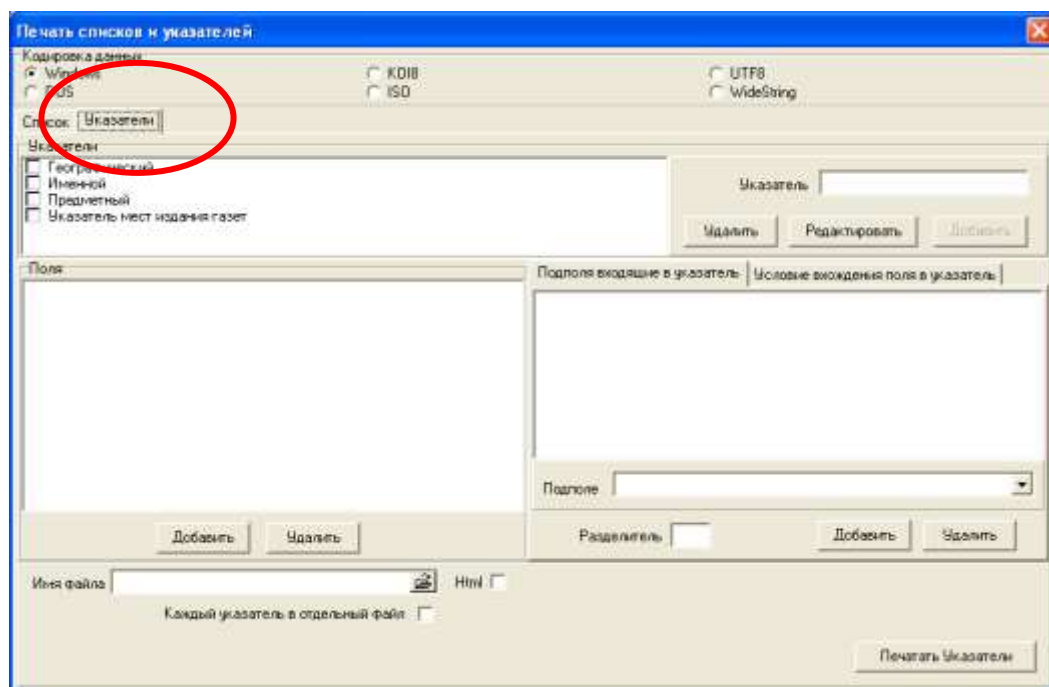 Печать списков и указателей
Кодировка данных
Windows KOI8 UTF8
DOS ISO WideString
Список Указатели
Указатели
Географический
Именной
Предметный
Указатель мест издания газет
Указатель
Удалить Редактировать Добавить
Поля
Подполя входящие в указатель Условие вхождения поля в указатель
Подполе
Добавить Удалить
Разделитель Добавить Удалить
Имя файла Html
Каждый указатель в отдельный файл
Печатать Указатели